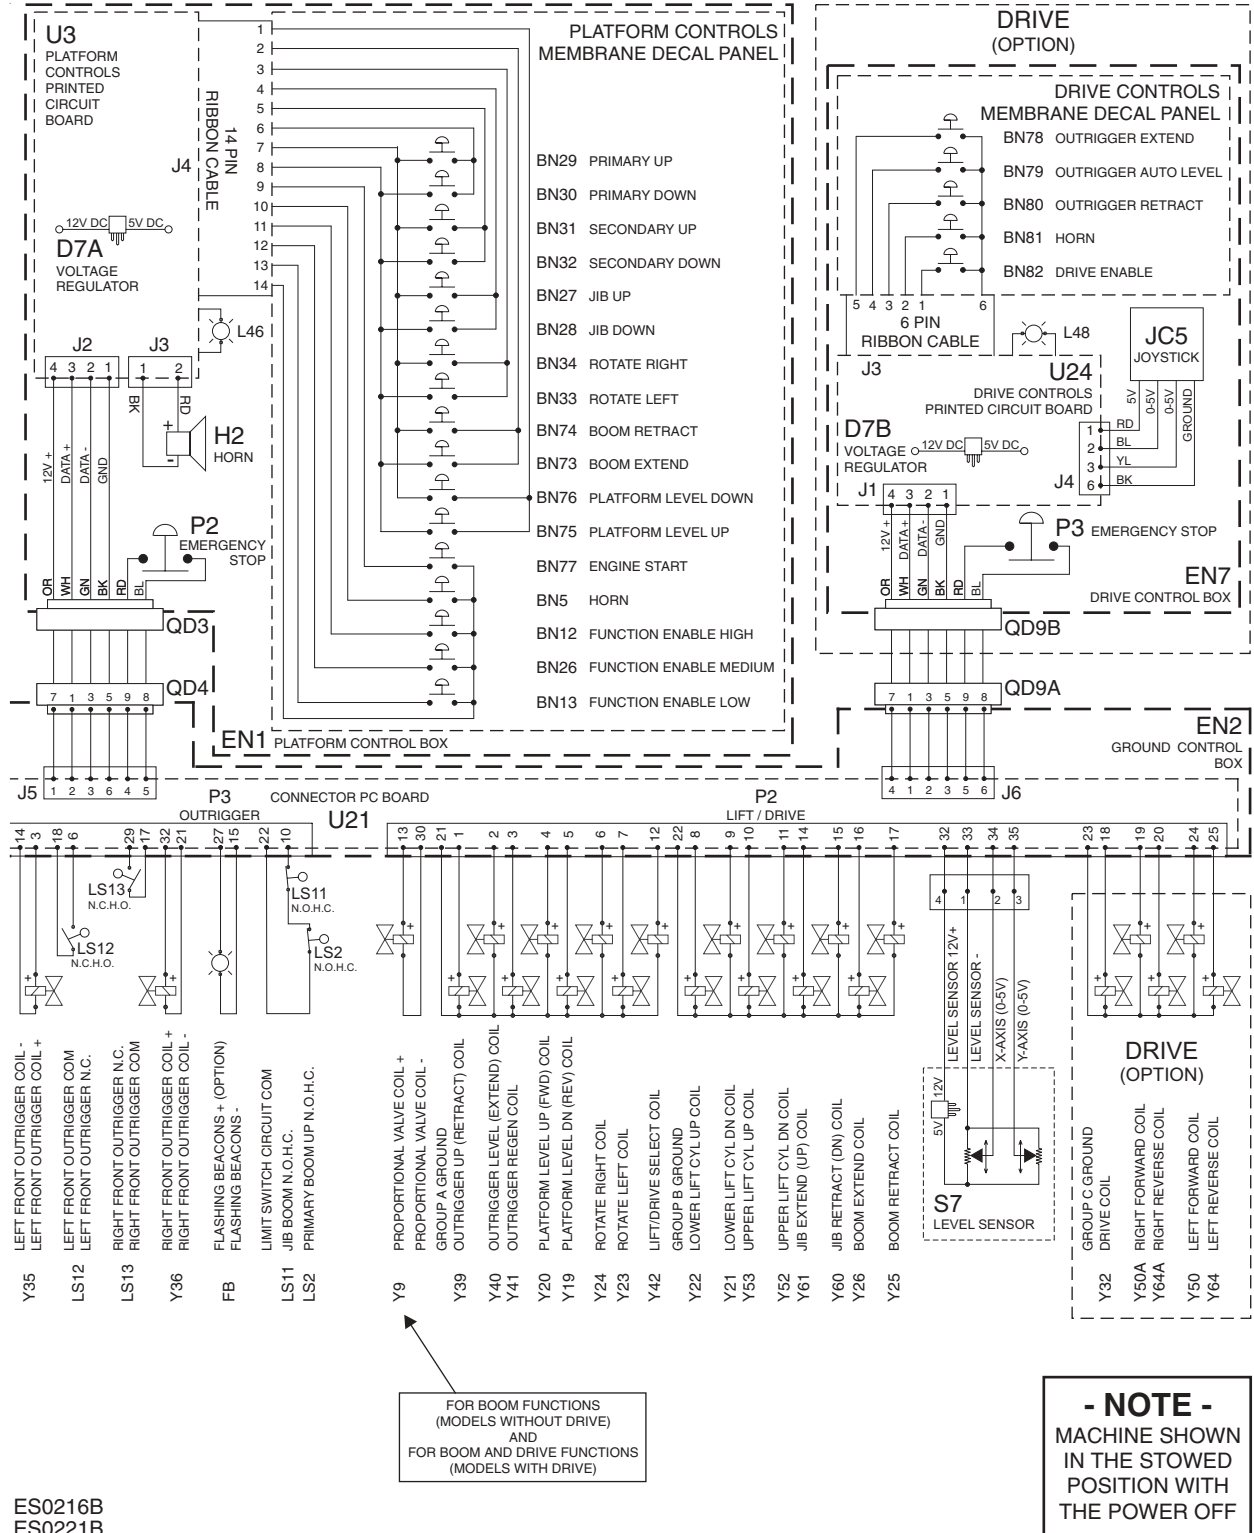 U3
PLATFORM
CONTROLS
PRINTED
CIRCUIT
BOARD
14 PIN
RIBBON CABLE
J4
1
2
3
4
5
6
7
8
9
10
11
12
13
14
PLATFORM CONTROLS
MEMBRANE DECAL PANEL
BN29 PRIMARY UP
BN30 PRIMARY DOWN
BN31 SECONDARY UP
BN32 SECONDARY DOWN
BN27 JIB UP
BN28 JIB DOWN
BN34 ROTATE RIGHT
BN33 ROTATE LEFT
BN74 BOOM RETRACT
BN73 BOOM EXTEND
BN76 PLATFORM LEVEL DOWN
BN75 PLATFORM LEVEL UP
BN77 ENGINE START
BN5 HORN
BN12 FUNCTION ENABLE HIGH
BN26 FUNCTION ENABLE MEDIUM
BN13 FUNCTION ENABLE LOW
12V DC 5V DC
D7A
VOLTAGE
REGULATOR
L46
J2 J3
4 3 2 1 1 2
BK RD
+
-
H2
HORN
12V + DATA + DATA - GND
P2
EMERGENCY
STOP
OR WH GN BK RD BL
QD3
QD4
7 1 3 5 9 8
EN1 PLATFORM CONTROL BOX
DRIVE
(OPTION)
DRIVE CONTROLS
MEMBRANE DECAL PANEL
BN78 OUTRIGGER EXTEND
BN79 OUTRIGGER AUTO LEVEL
BN80 OUTRIGGER RETRACT
BN81 HORN
BN82 DRIVE ENABLE
5 4 3 2 1 6
6 PIN
RIBBON CABLE
J3
L48
JC5
JOYSTICK
5V 0-5V 0-5V GROUND
U24
DRIVE CONTROLS
PRINTED CIRCUIT BOARD
D7B
VOLTAGE
REGULATOR
12V DC 5V DC
J4
1 RD
2 BL
3 YL
6 BK
J1
4 3 2 1
12V + DATA + DATA - GND
P3 EMERGENCY STOP
OR WH GN BK RD BL
EN7
DRIVE CONTROL BOX
QD9B
QD9A
7 1 3 5 9 8
EN2
GROUND CONTROL
BOX
J5
1 2 3 6 4 5
J6
4 1 2 3 5 6
P3
OUTRIGGER
CONNECTOR PC BOARD
U21
P2
LIFT / DRIVE
14 3 18 6 29 17 32 21 27 15 22 10
13 30 21 1 2 3 4 5 6 7 12 22 8 9 10 11 14 15 16 17 32 33 34 35 23 18 19 20 24 25
LS13
N.C.H.O.
LS12
N.C.H.O.
LS11
N.O.H.C.
LS2
N.O.H.C.
+ + + + + + + + + + + + + + + + + + + + + + +
4 1 2 3
LEVEL SENSOR 12V+
LEVEL SENSOR -
X-AXIS (0-5V)
Y-AXIS (0-5V)
12V
5V
S7
LEVEL SENSOR
DRIVE
(OPTION)
LEFT FRONT OUTRIGGER COIL -
Y35 LEFT FRONT OUTRIGGER COIL +
LEFT FRONT OUTRIGGER COM
LS12 LEFT FRONT OUTRIGGER N.C.
RIGHT FRONT OUTRIGGER N.C.
LS13 RIGHT FRONT OUTRIGGER COM
Y36 RIGHT FRONT OUTRIGGER COIL +
RIGHT FRONT OUTRIGGER COIL -
FLASHING BEACONS + (OPTION)
FB FLASHING BEACONS -
LIMIT SWITCH CIRCUIT COM
LS11 JIB BOOM N.O.H.C.
LS2 PRIMARY BOOM UP N.O.H.C.
Y9 PROPORTIONAL VALVE COIL +
PROPORTIONAL VALVE COIL -
GROUP A GROUND
Y39 OUTRIGGER UP (RETRACT) COIL
Y40 OUTRIGGER LEVEL (EXTEND) COIL
Y41 OUTRIGGER REGEN COIL
Y20 PLATFORM LEVEL UP (FWD) COIL
Y19 PLATFORM LEVEL DN (REV) COIL
Y24 ROTATE RIGHT COIL
Y23 ROTATE LEFT COIL
Y42 LIFT/DRIVE SELECT COIL
GROUP B GROUND
Y22 LOWER LIFT CYL UP COIL
Y21 LOWER LIFT CYL DN COIL
Y53 UPPER LIFT CYL UP COIL
Y52 UPPER LIFT CYL DN COIL
Y61 JIB EXTEND (UP) COIL
Y60 JIB RETRACT (DN) COIL
Y26 BOOM EXTEND COIL
Y25 BOOM RETRACT COIL
GROUP C GROUND
Y32 DRIVE COIL
Y50A RIGHT FORWARD COIL
Y64A RIGHT REVERSE COIL
Y50 LEFT FORWARD COIL
Y64 LEFT REVERSE COIL
FOR BOOM FUNCTIONS
(MODELS WITHOUT DRIVE)
AND
FOR BOOM AND DRIVE FUNCTIONS
(MODELS WITH DRIVE)
- NOTE -
MACHINE SHOWN
IN THE STOWED
POSITION WITH
THE POWER OFF
ES0216B
ES0221B